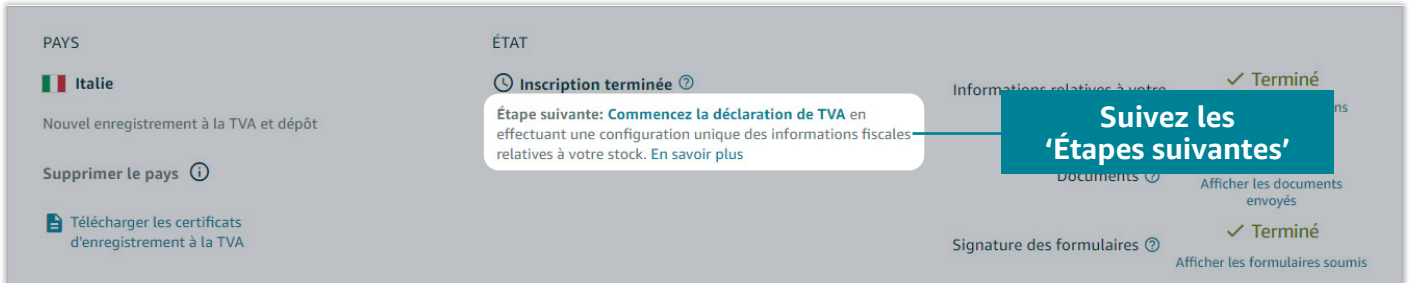 PAYS
ÉTAT
Italie
Inscription terminée
Nouvel enregistrement à la TVA et dépôt
Étape suivante: Commencez la déclaration de TVA en
effectuant une configuration unique des informations fiscales
relatives à votre stock. En savoir plus
Supprimer le pays
Télécharger les certificats
d'enregistrement à la TVA
Informations relatives à votre
Terminé
Suivez les
‘Étapes suivantes’
Documents
Afficher les documents
envoyés
Signature des formulaires
Terminé
Afficher les formulaires soumis